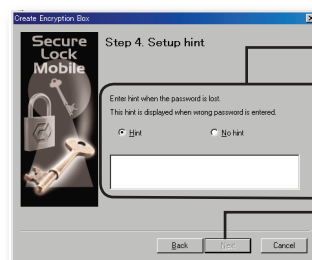 Create Encryption Box
Secure
Lock
Mobile
Step 4. Setup hint
Enter hint when the password is lost.
This hint is displayed when wrong password is entered.
Hint
No hint
Back
Next
Cancel